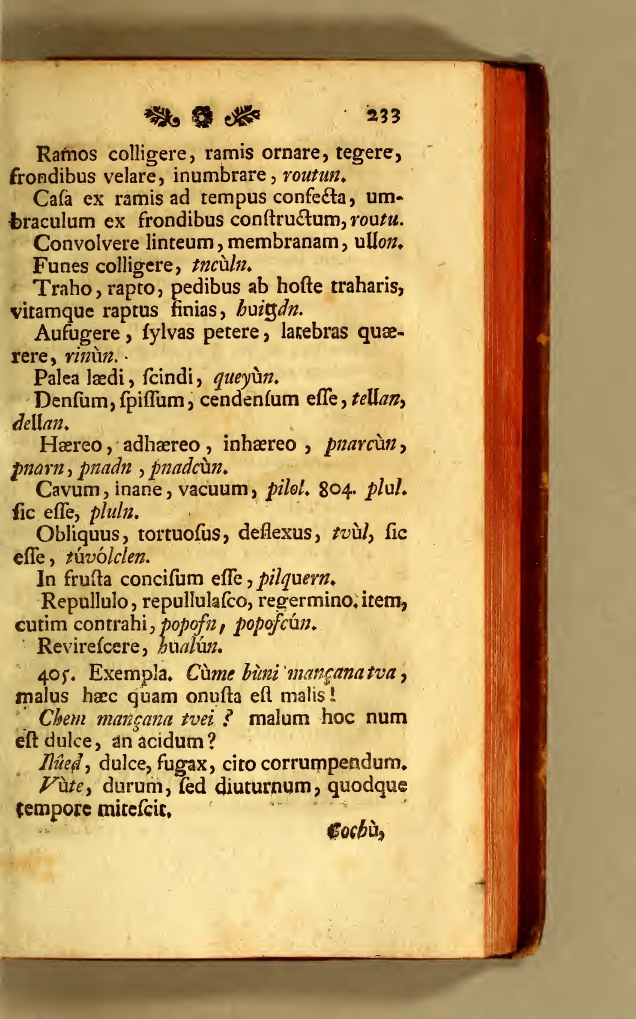 233
Ramos colligere, ramis ornare, tegere,
frondibus velare, inumbrare, routun.
Caſa ex ramis ad tempus confecta, um-
braculum ex frondibus conſtructum, routu.
Convolvere linteum, membranam, ullon.
Funes colligere, tncùln.
Traho, rapto, pedibus ab hoſte traharis,
vitamque raptus finias,
Aufugere, ſylvas petere, latebras quæ-
rere, rinùn.
Palea lædi, ſcindi, queyùn.
Denſum, ſpiſſum, cendenſum eſſe, tellan,
dellan.
Hæreo, adhæreo, inhæreo, pnarcùn,
pnarn, pnadn, pnadcùn.
Cavum, inane, vacuum, pilol. 804. plul.
ſic eſſe, pluln.
Obliquus, tortuoſus, deflexus, tvùl, ſic
eſſe, túvólclen.
In fruſta conciſum eſſe, pilquern.
Repullulo, repullulaſco, regermino. item,
cutim contrahi, popoſn, popoſcùn.
Revireſcere, hualún.
405. Exempla. Cùme bùni mançana tva,
malus hæc quam onuſta eſt malis!
Chem mançana tvei? malum hoc num
eſt dulce, an acidum?
dulce, fugax, cito corrumpendum.
Vùte, durum, ſed diuturnum, quodque
tempore miteſcit.
Cochù,